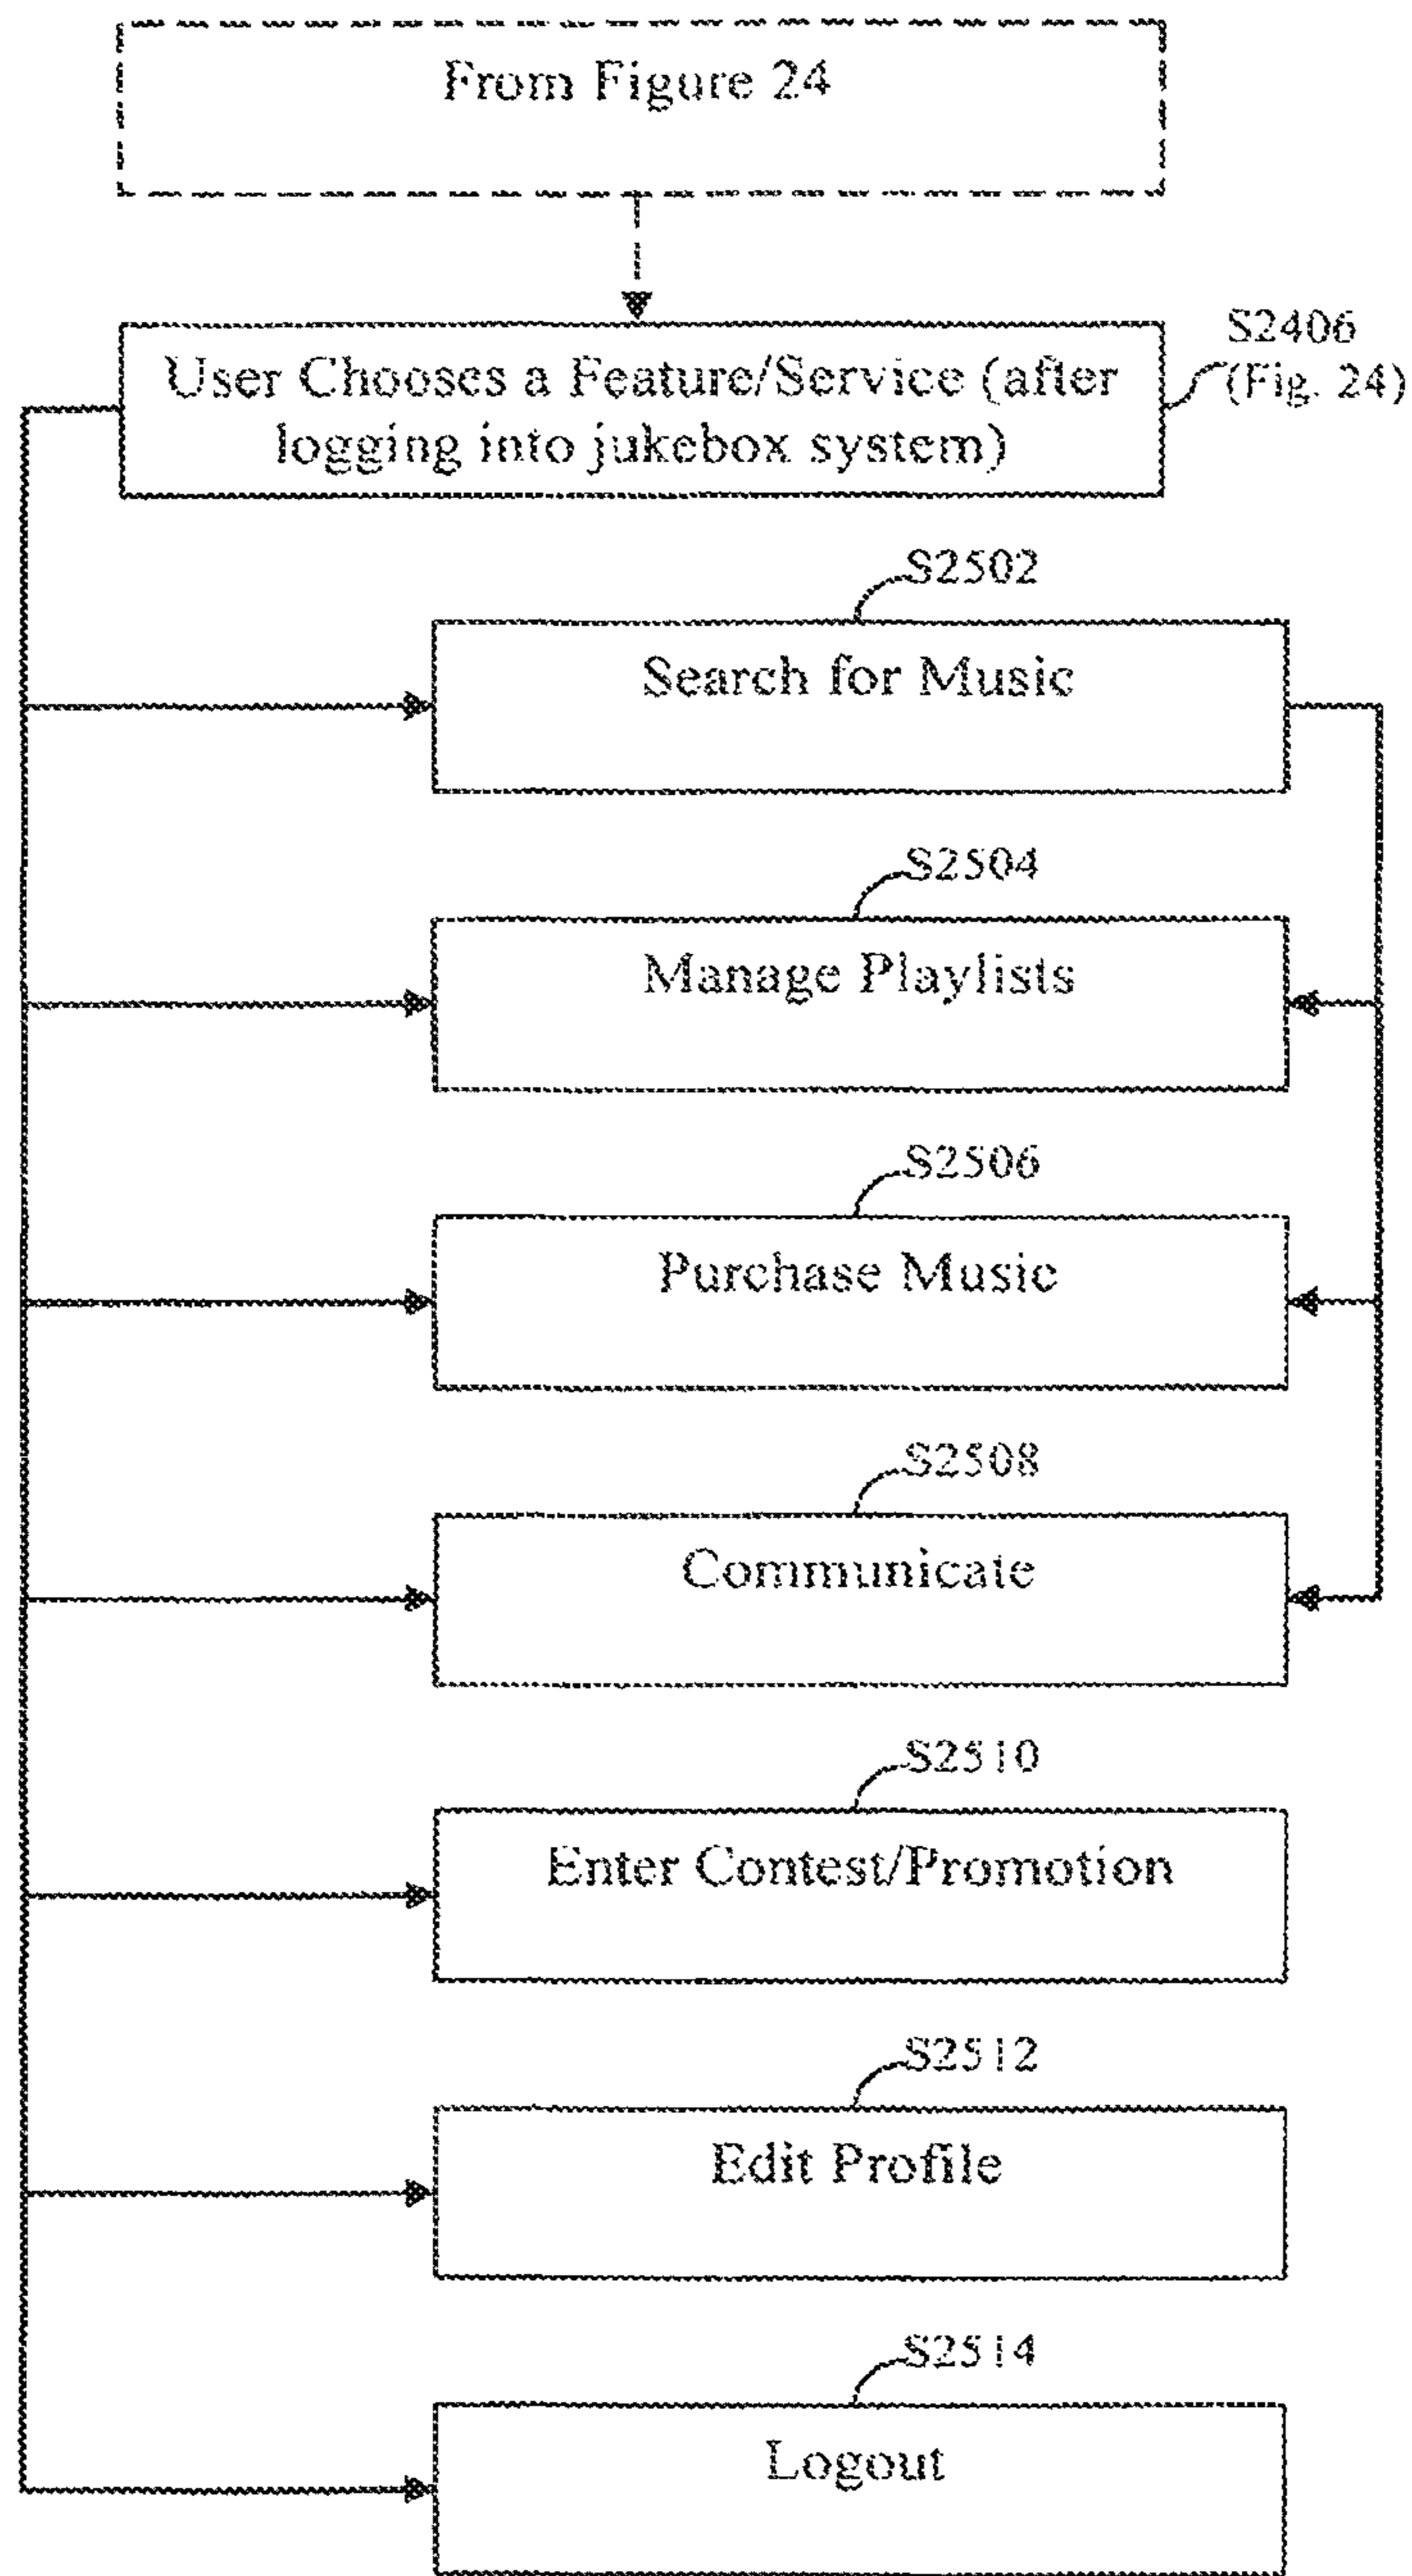 From Figure 24
User Chooses a Feature/Service (after
logging into jukebox system)
S2406
(Fig. 24)
S2502
Search for Music
S2504
Manage Playlists
S2506
Purchase Music
S2508
Communicate
S2510
Enter Contest/Promotion
S2512
Edit Profile
S2514
Logout